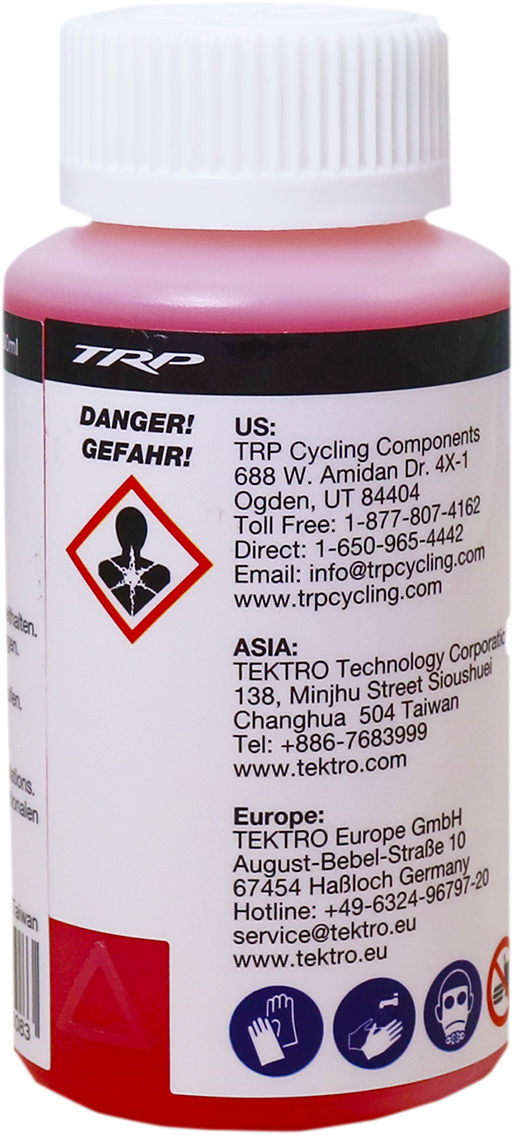 TRP
DANGER!
GEFAHR!
US:
TRP Cycling Components
688 W. Amidan Dr. 4X-1
Ogden, UT 84404
Toll Free: 1-877-807-4162
Direct: 1-650-965-4442
Email: info@trpcycling.com
www.trpcycling.com
ASIA:
TEKTRO Technology Corporatio
138, Minjhu Street Sioushuei
Changhua 504 Taiwan
Tel: +886-7683999
www.tektro.com
Europe:
TEKTRO Europe GmbH
August-Bebel-Straße 10
67454 Haßloch Germany
Hotline: +49-6324-96797-20
service@tektro.eu
www.tektro.eu
Taiwan